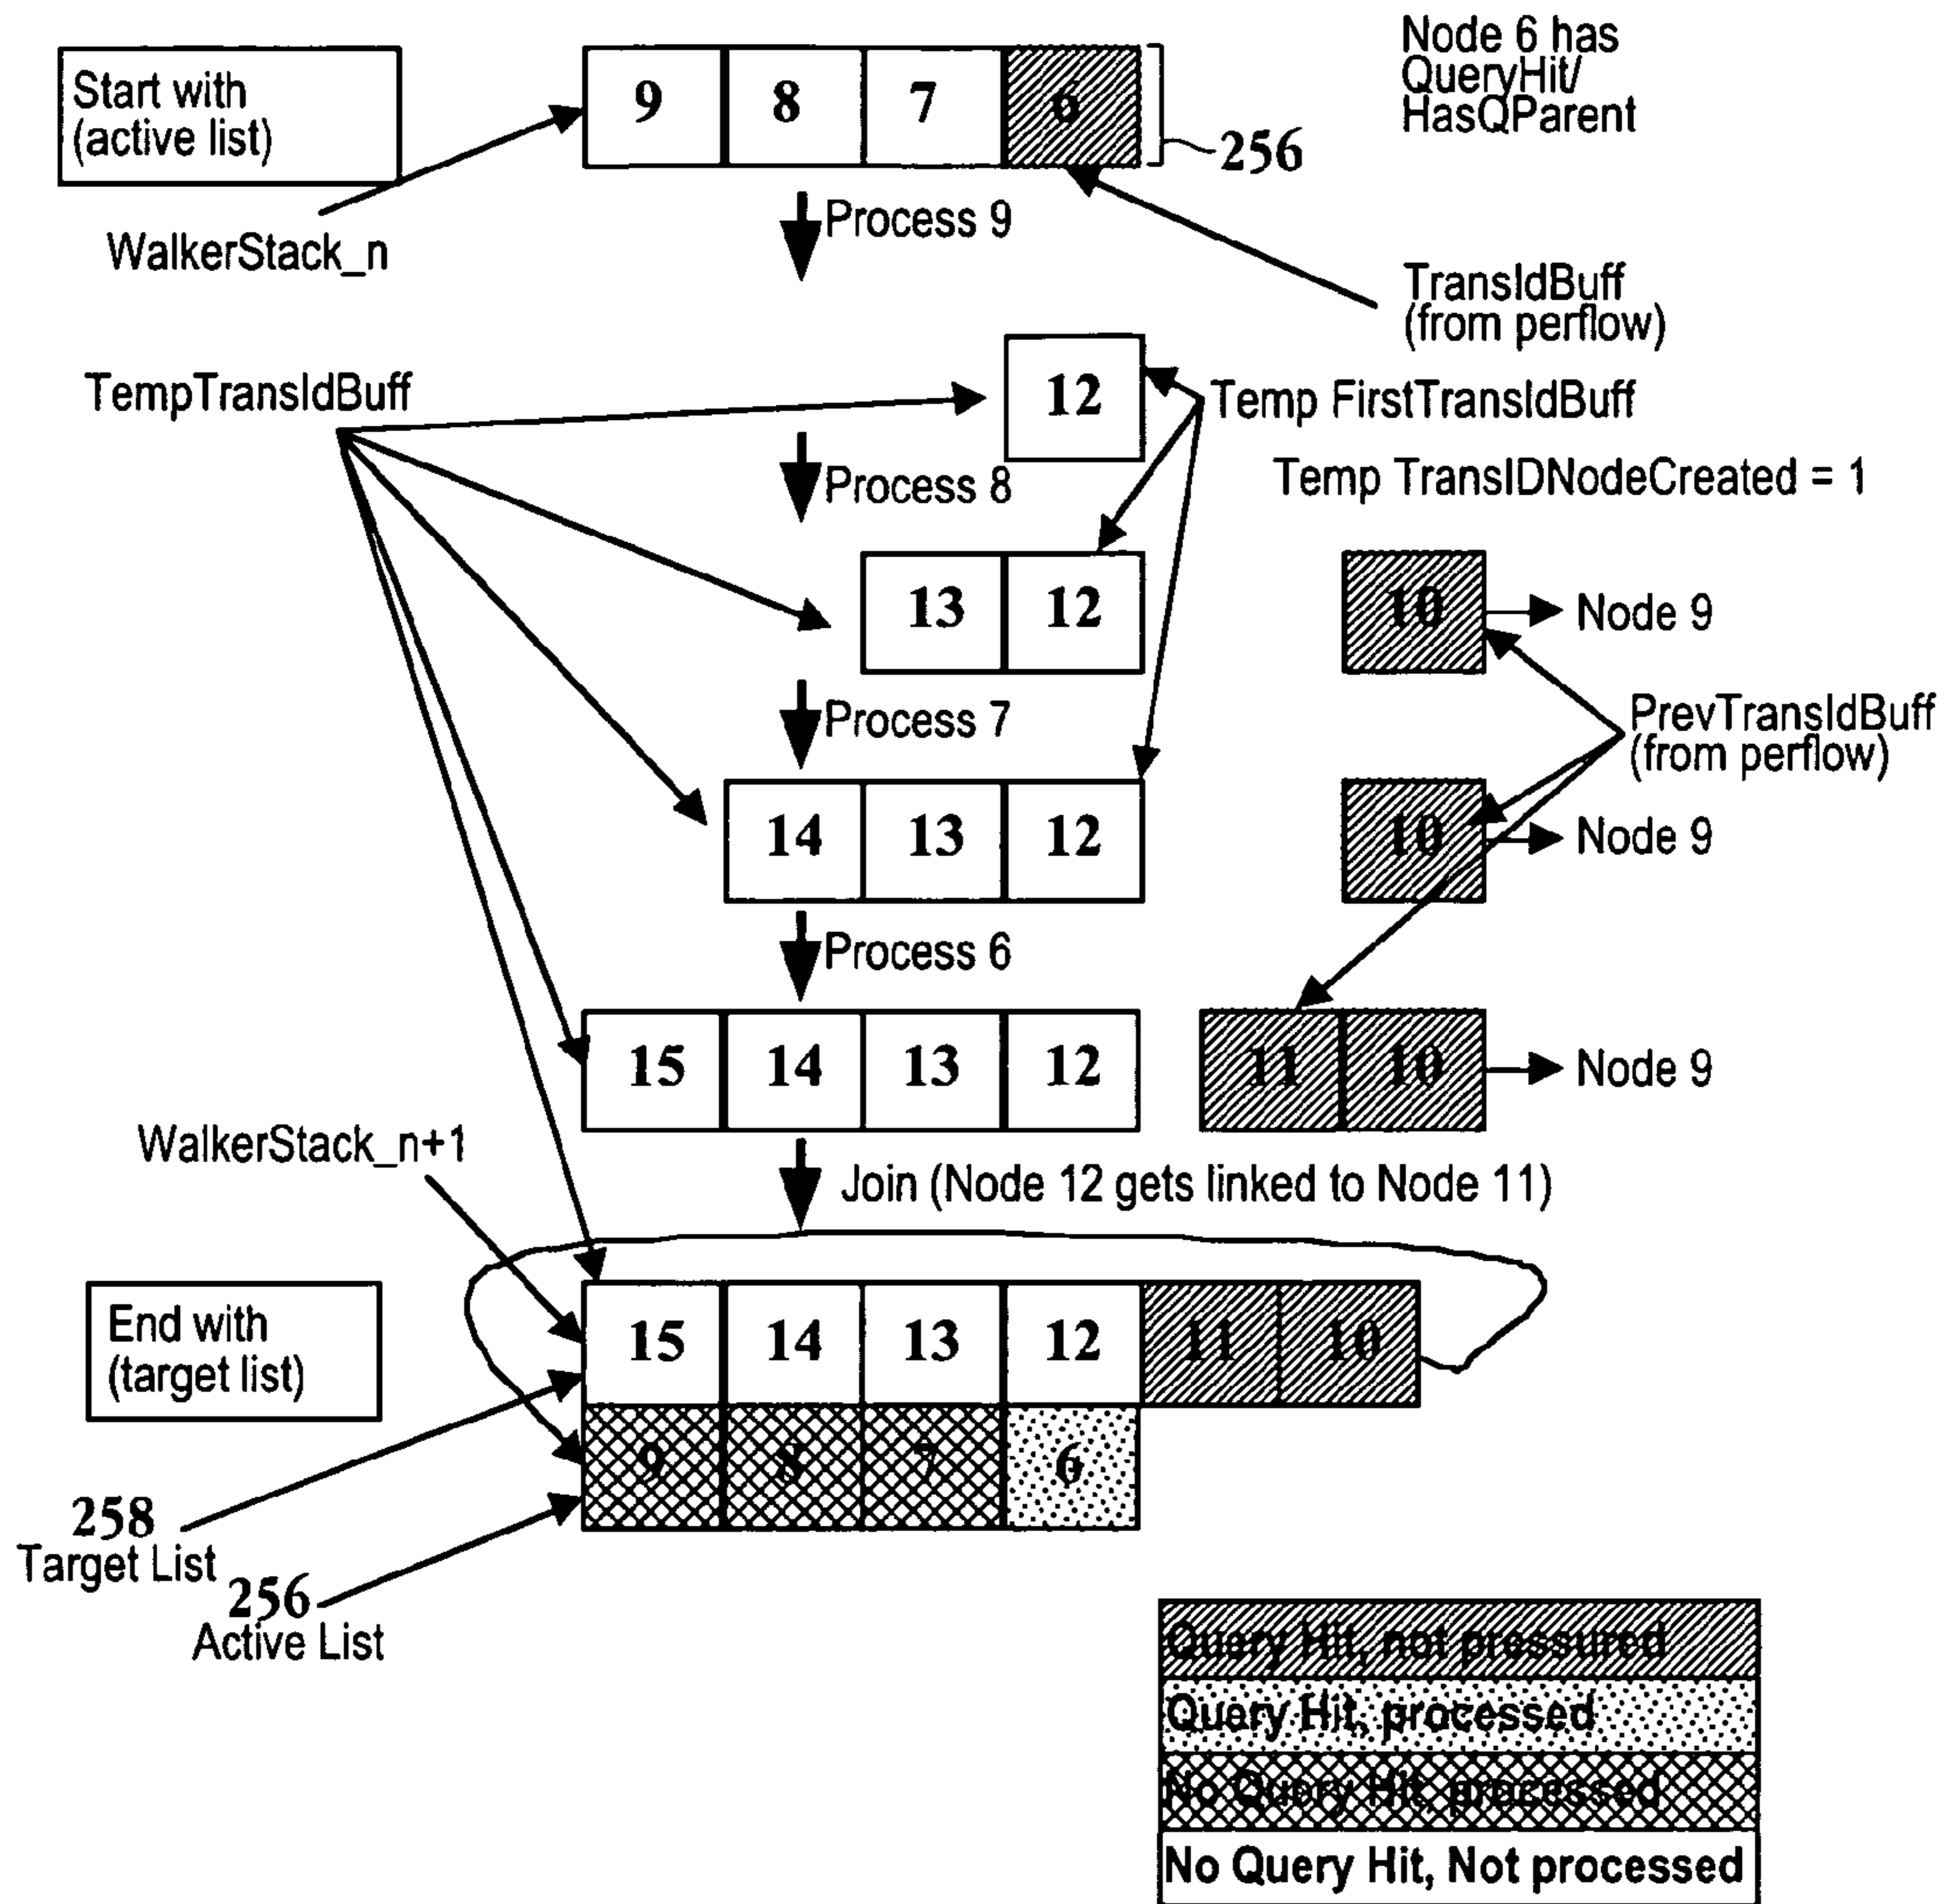 Start with
(active list)
9 8 7 6
Node 6 has
QueryHit/
HasQParent
256
WalkerStack_n
Process 9
TransIdBuff
(from perflow)
TempTransIdBuff
12
Temp FirstTransIdBuff
Process 8
Temp TransIDNodeCreated = 1
13 12
10
Node 9
Process 7
PrevTransIdBuff
(from perflow)
14 13 12
10
Node 9
Process 6
15 14 13 12
11 10
Node 9
WalkerStack_n+1
Join (Node 12 gets linked to Node 11)
End with
(target list)
15 14 13 12 11 10
9 8 7 6
258
Target List
256
Active List
Query Hit, not pressured
Query Hit, processed
No Query Hit, processed
No Query Hit, Not processed